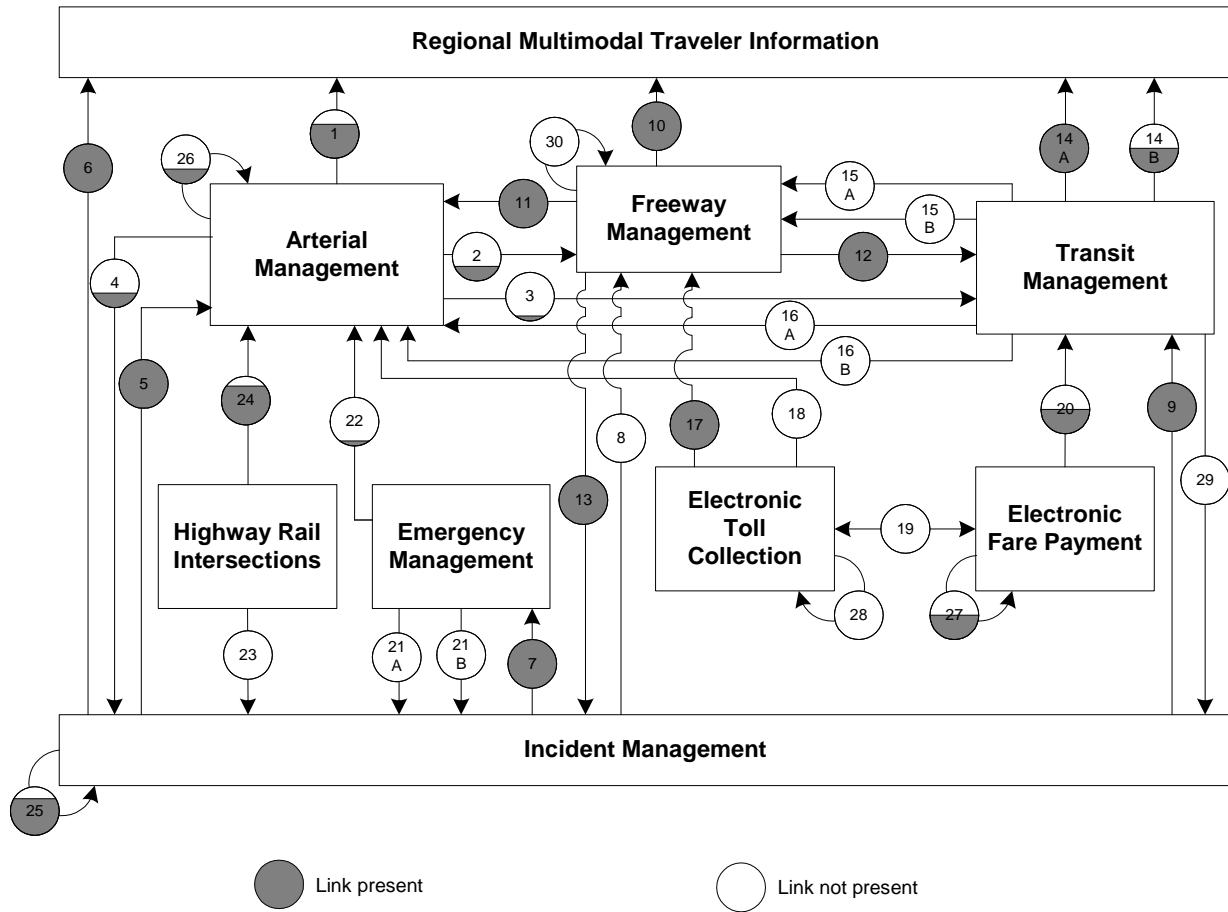 Regional Multimodal Traveler Information
1
10
14
A
14
B
6
26
30
15
A
11
Freeway
Management
15
B
Arterial
Management
2
12
Transit
Management
4
3
16
A
16
B
5
24
22
8
17
18
20
9
13
29
Highway Rail
Intersections
Emergency
Management
Electronic
Toll
Collection
19
Electronic
Fare Payment
28
27
23
21
A
21
B
7
Incident Management
25
Link present
Link not present